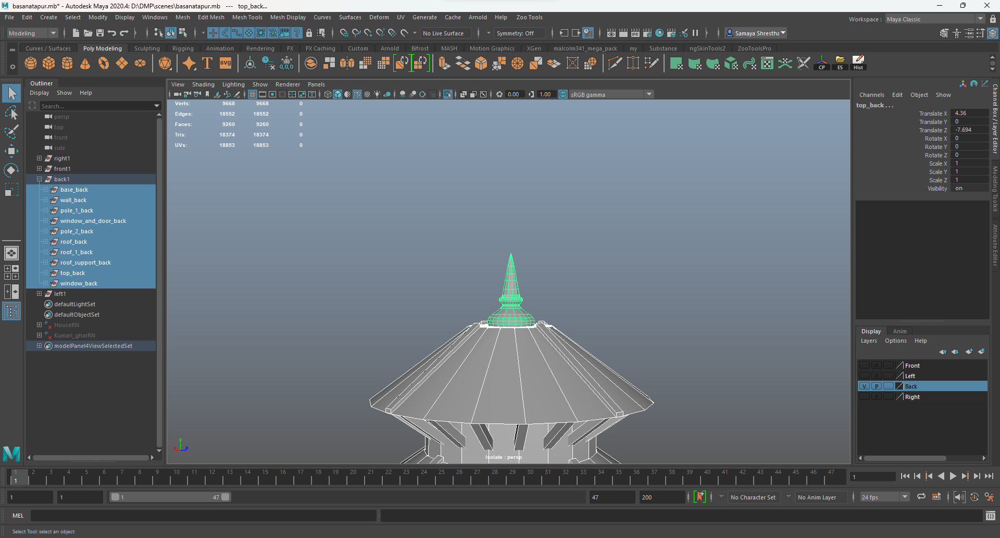 basanatapur.mb* - Autodesk Maya 2020.4: D:\DMP\scenes\basanatapur.mb --- top_back...
File Edit Create Select Modify Display Windows Mesh Edit Mesh Mesh Tools Mesh Display Curves Surfaces Deform UV Generate Cache Arnold Help Zoo Tools
Workspace : Maya Classic
Modeling No Live Surface Symmetry: Off Samaya Shrestha
Curves / Surfaces Poly Modeling Sculpting Rigging Animation Rendering FX FX Caching Custom Arnold Bifrost MASH Motion Graphics XGen malcolm341_mega_pack my Substance ngSkinTools2 ZooToolsPro
T SVG 0,0,0 CP ES Hist
Outliner
Display Show Help
Search...
persp
top
front
side
right1
front1
back1
base_back
wall_back
pole_1_back
window_and_door_back
pole_2_back
roof_back
roof_1_back
roof_support_back
top_back
window_back
left1
defaultLightSet
defaultObjectSet
HouseRN
Kumari_gharRN
modelPanel4ViewSelectedSet
View Shading Lighting Show Renderer Panels
0.00 1.00 ON sRGB gamma
Verts: 9668 9668 0
Edges: 18552 18552 0
Faces: 9260 9260 0
Tris: 18374 18374 0
UVs: 18853 18853 0
y
x z
Isolate : persp
Channels Edit Object Show
top_back . . .
Translate X 4.36
Translate Y 0
Translate Z -7.694
Rotate X 0
Rotate Y 0
Rotate Z 0
Scale X 1
Scale Y 1
Scale Z 1
Visibility on
Channel Box / Layer Editor
Modeling Toolkit
Attribute Editor
Display Anim
Layers Options Help
P Front
P Left
V P Back
P Right
1 2 3 4 5 6 7 8 9 10 11 12 13 14 15 16 17 18 19 20 21 22 23 24 25 26 27 28 29 30 31 32 33 34 35 36 37 38 39 40 41 42 43 44 45 46 47
1 1
1 1 1 47 47 200 No Character Set No Anim Layer 24 fps
MEL
Select Tool: select an object